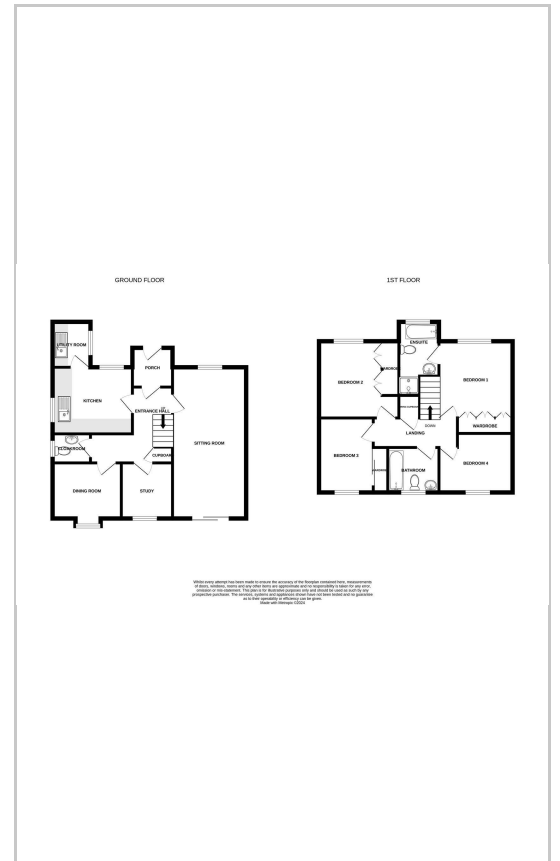 GROUND FLOOR
1ST FLOOR
UTILITY ROOM
PORCH
KITCHEN
ENTRANCE HALL
UP
SITTING ROOM
CLOAKROOM
CUPBOARD
DINING ROOM
STUDY
ENSUITE
WARDROBE
BEDROOM 2
BEDROOM 1
DOWN
WARDROBE
LANDING
BEDROOM 3
BATHROOM
BEDROOM 4
Whilst every attempt has been made to ensure the accuracy of the floorplan contained here, measurements
of doors, windows, rooms and any other items are approximate and no responsibility is taken for any error,
omission or mis-statement. This plan is for illustrative purposes only and should be used as such by any
prospective purchaser. The services, systems and appliances shown have not been tested and no guarantee
as to their operability or efficiency can be given.
Made with Metropix ©2024